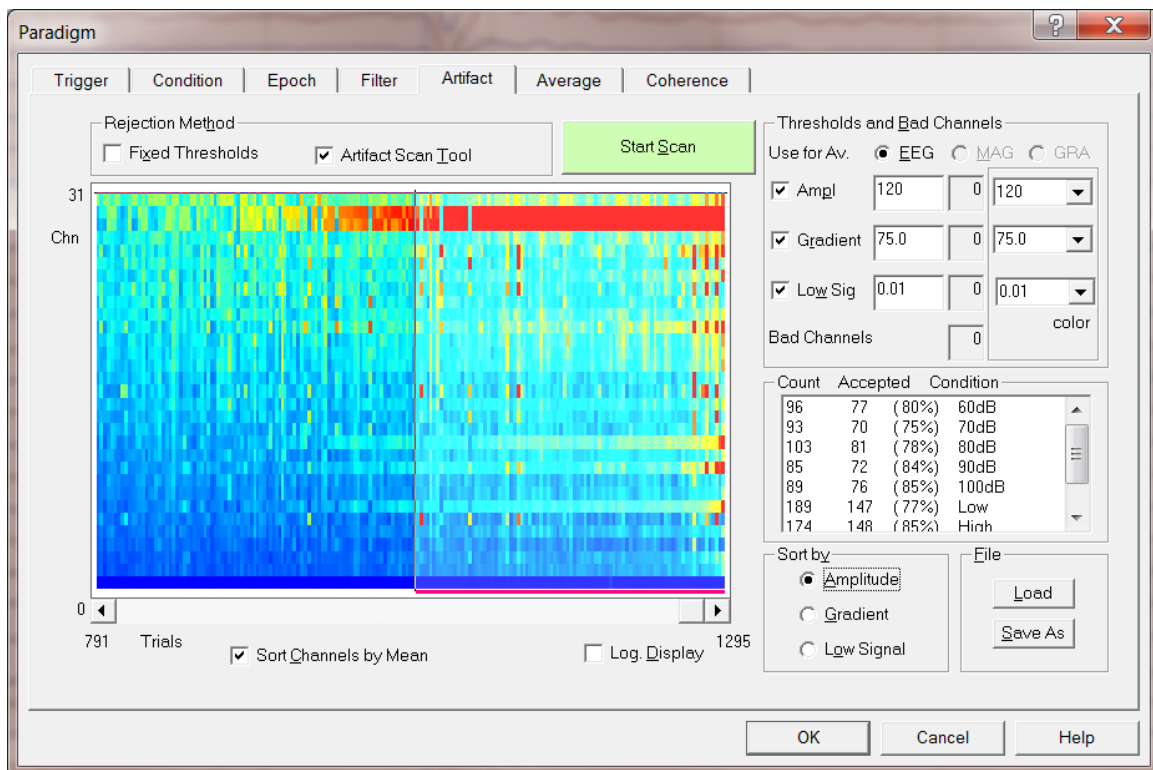 Paradigm
Trigger Condition Epoch Filter Artifact Average Coherence
Rejection Method
Fixed Thresholds Artifact Scan Tool
Start Scan
31
Chn
0
791 Trials 1295
Sort Channels by Mean Log. Display
Thresholds and Bad Channels
Use for Av. EEG MAG GRA
Ampl 120 0 120
Gradient 75.0 0 75.0
Low Sig 0.01 0 0.01
color
Bad Channels 0
Count Accepted Condition
96 77 (80%) 60dB
93 70 (75%) 70dB
103 81 (78%) 80dB
85 72 (84%) 90dB
89 76 (85%) 100dB
189 147 (77%) Low
174 148 (85%) High
Sort by
Amplitude
Gradient
Low Signal
File
Load
Save As
OK Cancel Help